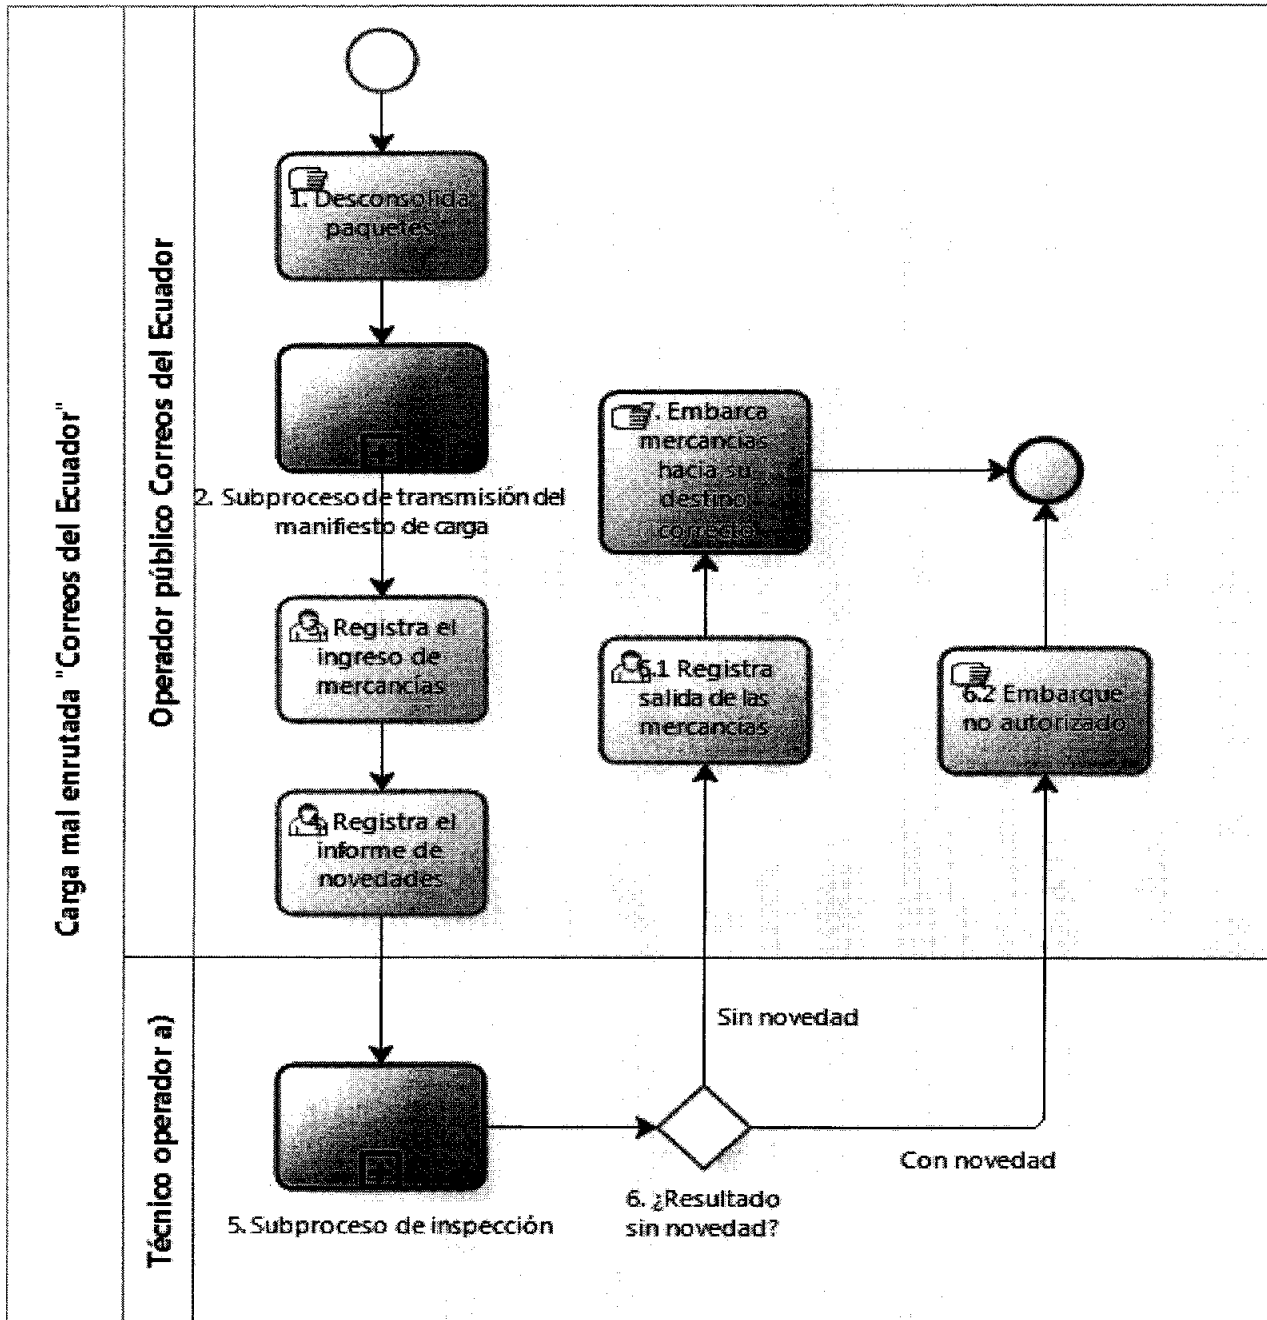 Carga mal enrutada "Correos del Ecuador"
Operador público Correos del Ecuador
1. Desconsolida
paquetes
2. Subproceso de transmisión del
manifiesto de carga
3. Registra el
ingreso de
mercancías
4. Registra el
informe de
novedades
7. Embarca
mercancías
hacia su
destino
correcto
6.1 Registra
salida de las
mercancías
6.2 Embarque
no autorizado
Técnico operador a)
Sin novedad
Con novedad
5. Subproceso de inspección
6. ¿Resultado
sin novedad?